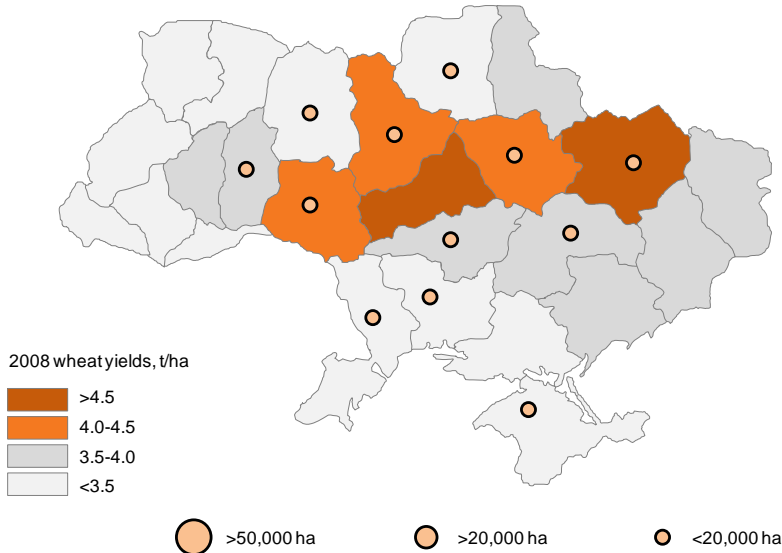 2008 wheat yields, t/ha
>4.5
4.0-4.5
3.5-4.0
<3.5
>50,000 ha >20,000 ha <20,000 ha